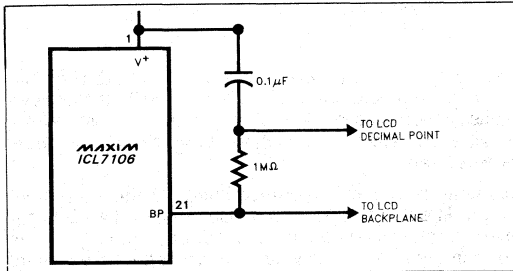 1
V+
0.1µF
TO LCD
DECIMAL POINT
MAXIM
ICL7106
1MΩ
BP
21
TO LCD
BACKPLANE